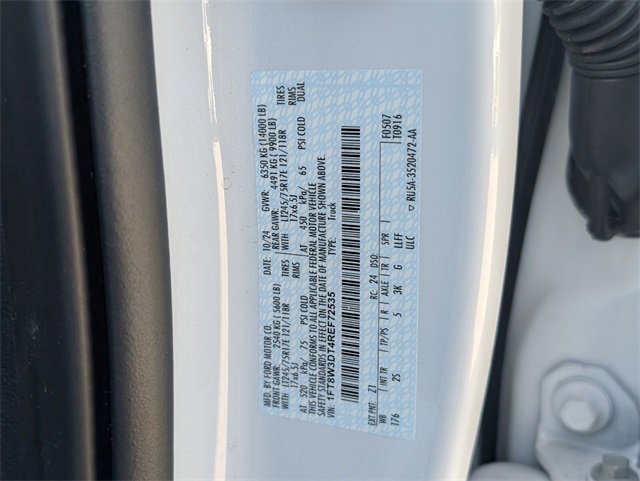 MFD. BY FORD MOTOR CO. DATE: 10/24 GVWR: 6350 KG (14000 LB)
FRONT GAWR: 2540 KG (5600 LB) REAR GAWR: 4491 KG (9900 LB)
WITH LT245/75R17E 121/118R TIRES WITH LT245/75R17E 121/118R TIRES
17x6.5J RIMS 17x6.5J RIMS
AT 520 kPa/ 75 PSI COLD AT 450 kPa/ 65 PSI COLD DUAL
THIS VEHICLE CONFORMS TO ALL APPLICABLE FEDERAL MOTOR VEHICLE
SAFETY STANDARDS IN EFFECT ON THE DATE OF MANUFACTURE SHOWN ABOVE.
VIN: 1FT8W3DT4REF72535 TYPE: Truck
EXT PNT: Z1 RC: 24 DSO: F0507
WB INT TR TP/PS R AXLE TR SPR T0916
176 25 5 3K G LLFF
ULC ▽ RU5A-3520472-AA